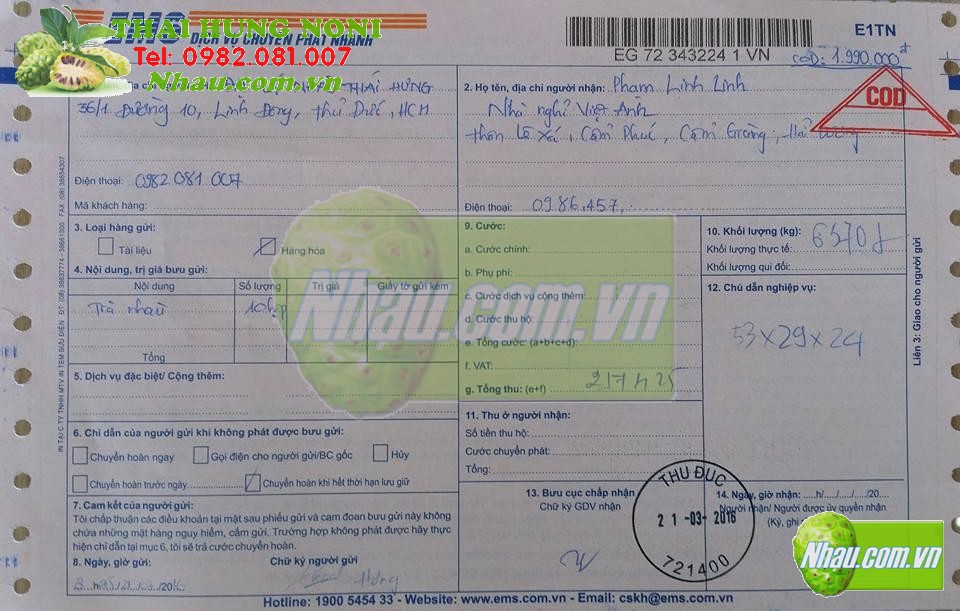 THÁI HƯNG NONI
Tel: 0982.081.007
Nhau.com.vn
EMS
DỊCH VỤ CHUYỂN PHÁT NHANH
E1TN
EG 72 343224 1 VN
COD: 1.990.000đ
COD
THÁI HƯNG
36/1 Đường 10, Linh Đông, Thủ Đức, HCM
Điện thoại: 0982 081 007
Mã khách hàng:
2. Họ tên, địa chỉ người nhận: Phạm Linh Linh
Nhà nghỉ Việt Anh
thôn Lê Xá, Cẩm Phúc, Cẩm Giàng, Hải Dương
Điện thoại: 0986.457.
3. Loại hàng gửi:
Tài liệu
Hàng hóa
4. Nội dung, trị giá bưu gửi:
Nội dung Số lượng Trị giá Giấy tờ gửi kèm
Trà nhàu 10 hộp
Tổng
5. Dịch vụ đặc biệt/ Cộng thêm:
6. Chỉ dẫn của người gửi khi không phát được bưu gửi:
Chuyển hoàn ngay
Gọi điện cho người gửi/BC gốc
Hủy
Chuyển hoàn trước ngày
Chuyển hoàn khi hết thời hạn lưu giữ
7. Cam kết của người gửi:
Tôi chấp thuận các điều khoản tại mặt sau phiếu gửi và cam đoan bưu gửi này không
chứa những mặt hàng nguy hiểm, cấm gửi. Trường hợp không phát được hãy thực
hiện chỉ dẫn tại mục 6, tôi sẽ trả cước chuyển hoàn.
8. Ngày, giờ gửi:
Chữ ký người gửi
Hưng
9. Cước:
a. Cước chính:
b. Phụ phí:
c. Cước dịch vụ cộng thêm:
d. Cước thu hộ:
e. Tổng cước: (a+b+c+d):
f. VAT:
g. Tổng thu: (e+f)
10. Khối lượng (kg):
Khối lượng thực tế:
Khối lượng qui đổi:
11. Thu ở người nhận:
Số tiền thu hộ:
Cước chuyển phát:
Tổng:
12. Chú dẫn nghiệp vụ:
53x29x24
13. Bưu cục chấp nhận
Chữ ký GDV nhận
THU DUC
21-03-2016
721400
14. Ngày, giờ nhận: h / / 20
Người nhận/ Người được ủy quyền nhận
Liên 3: Giao cho người gửi
Nhau.com.vn
Nhau.com.vn
Hotline: 1900 5454 33 - Website: www.ems.com.vn - Email: cskh@ems.com.vn